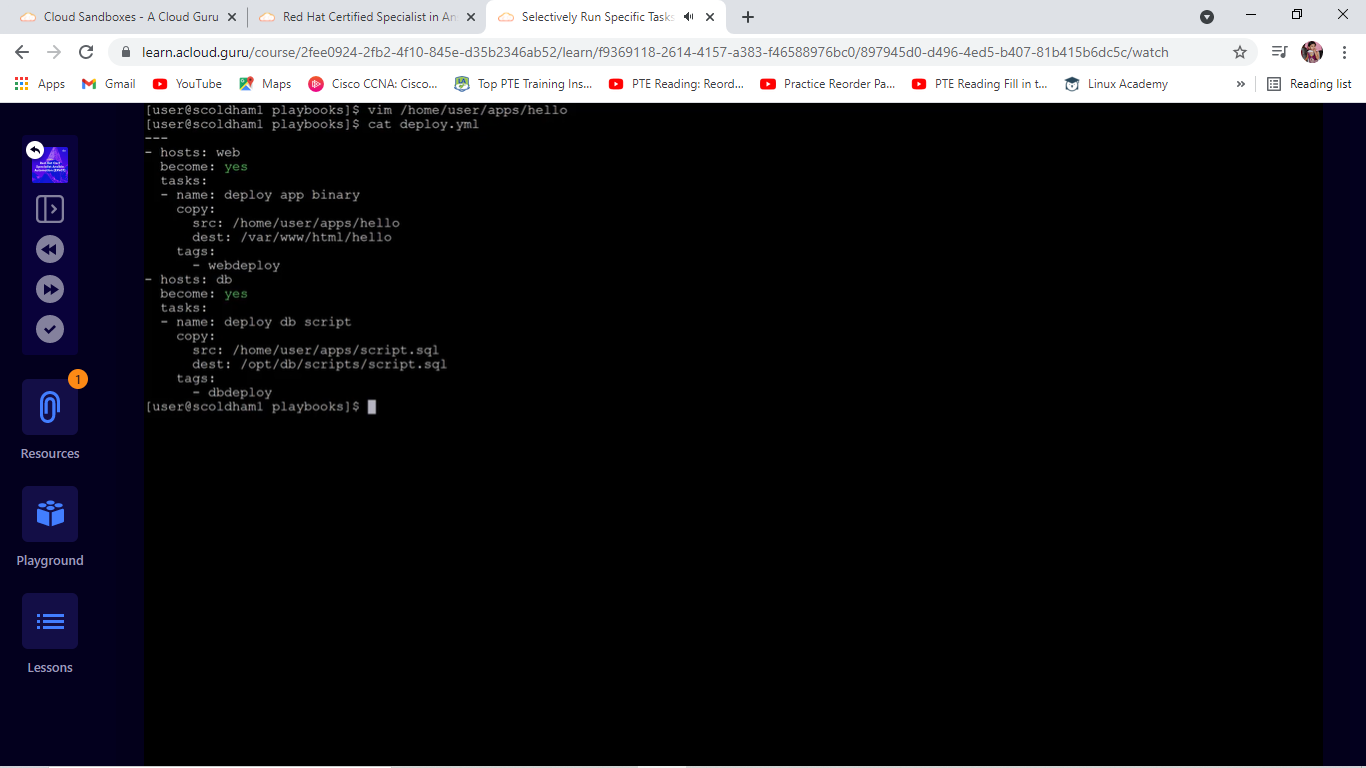 Cloud Sandboxes - A Cloud Guru
Red Hat Certified Specialist in An
Selectively Run Specific Tasks
learn.acloud.guru/course/2fee0924-2fb2-4f10-845e-d35b2346ab52/learn/f9369118-2614-4157-a383-f46588976bc0/897945d0-d496-4ed5-b407-81b415b6dc5c/watch
Apps
Gmail
YouTube
Maps
Cisco CCNA: Cisco...
Top PTE Training Ins...
PTE Reading: Reord...
Practice Reorder Pa...
PTE Reading Fill in t...
Linux Academy
»
Reading list
[user@scoldham1 playbooks]$ vim /home/user/apps/hello
[user@scoldham1 playbooks]$ cat deploy.yml
---
- hosts: web
  become: yes
  tasks:
  - name: deploy app binary
    copy:
      src: /home/user/apps/hello
      dest: /var/www/html/hello
    tags:
      - webdeploy
- hosts: db
  become: yes
  tasks:
  - name: deploy db script
    copy:
      src: /home/user/apps/script.sql
      dest: /opt/db/scripts/script.sql
    tags:
      - dbdeploy
[user@scoldham1 playbooks]$
1
Resources
Playground
Lessons